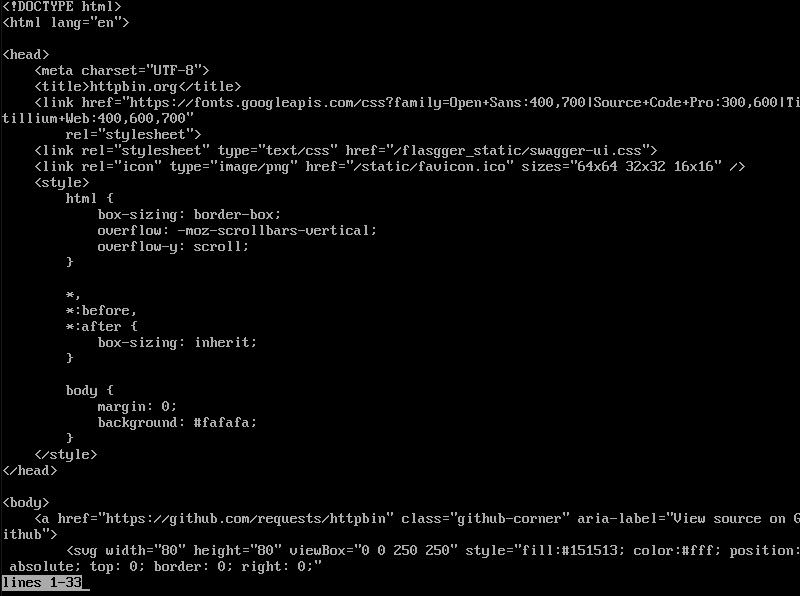 <!DOCTYPE html>
<html lang="en">

<head>
    <meta charset="UTF-8">
    <title>httpbin.org</title>
    <link href="https://fonts.googleapis.com/css?family=Open+Sans:400,700|Source+Code+Pro:300,600|Ti
tillium+Web:400,600,700"
        rel="stylesheet">
    <link rel="stylesheet" type="text/css" href="/flasgger_static/swagger-ui.css">
    <link rel="icon" type="image/png" href="/static/favicon.ico" sizes="64x64 32x32 16x16" />
    <style>
        html {
            box-sizing: border-box;
            overflow: -moz-scrollbars-vertical;
            overflow-y: scroll;
        }

        *,
        *:before,
        *:after {
            box-sizing: inherit;
        }

        body {
            margin: 0;
            background: #fafafa;
        }
    </style>
</head>

<body>
    <a href="https://github.com/requests/httpbin" class="github-corner" aria-label="View source on G
ithub">
        <svg width="80" height="80" viewBox="0 0 250 250" style="fill:#151513; color:#fff; position:
 absolute; top: 0; border: 0; right: 0;"
lines 1-33